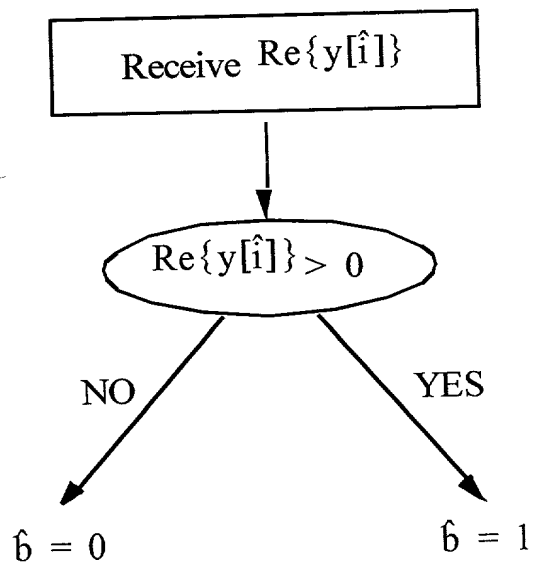 Receive Re{y[î]}
Re{y[î]} > 0
NO
YES
b̂ = 0
b̂ = 1